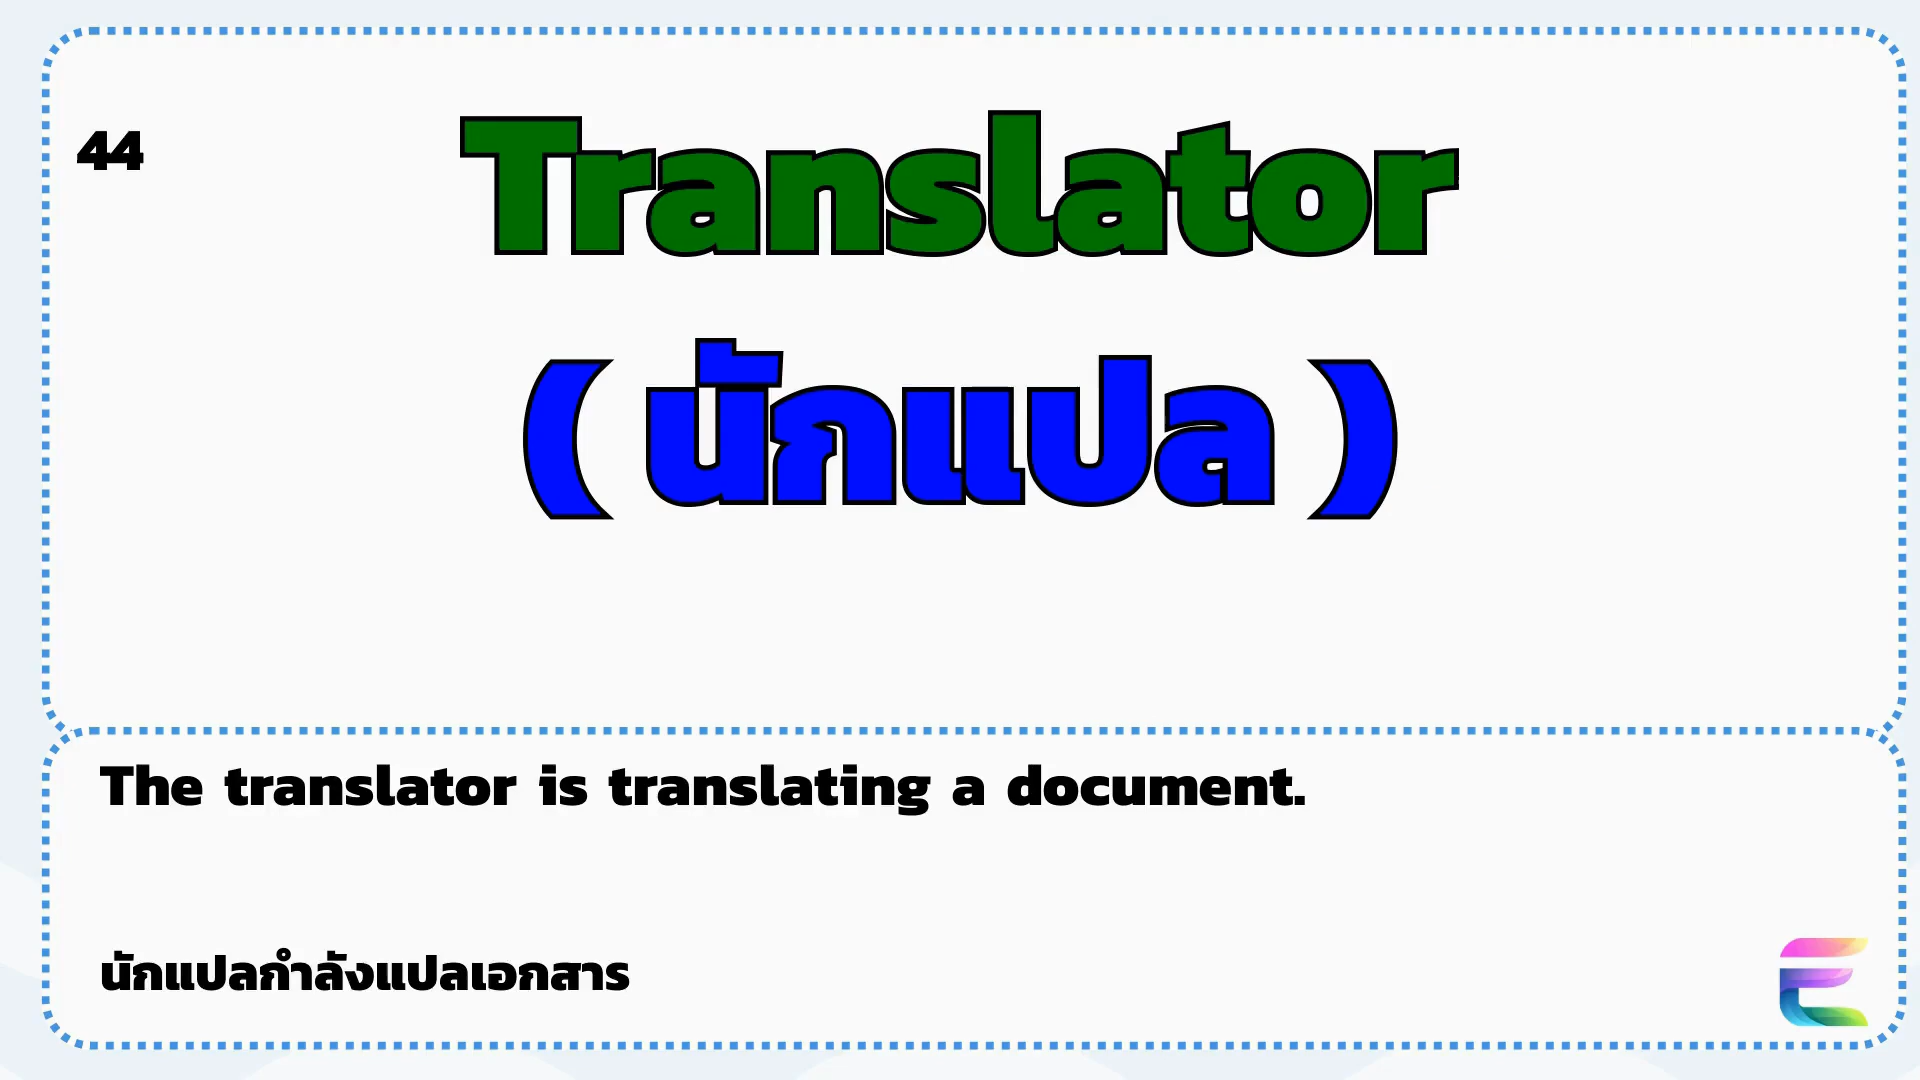 44
Translator
( นักแปล )
The translator is translating a document.
นักแปลกำลังแปลเอกสาร